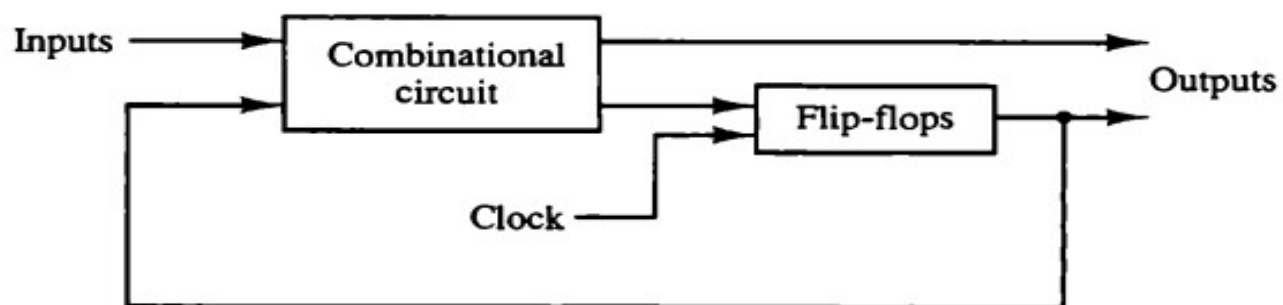 Inputs
Combinational
circuit
Outputs
Flip-flops
Clock